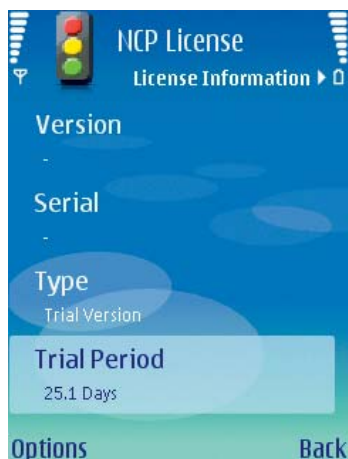 NCP License
License Information
Version
-
Serial
-
Type
Trial Version
Trial Period
25.1 Days
Options Back